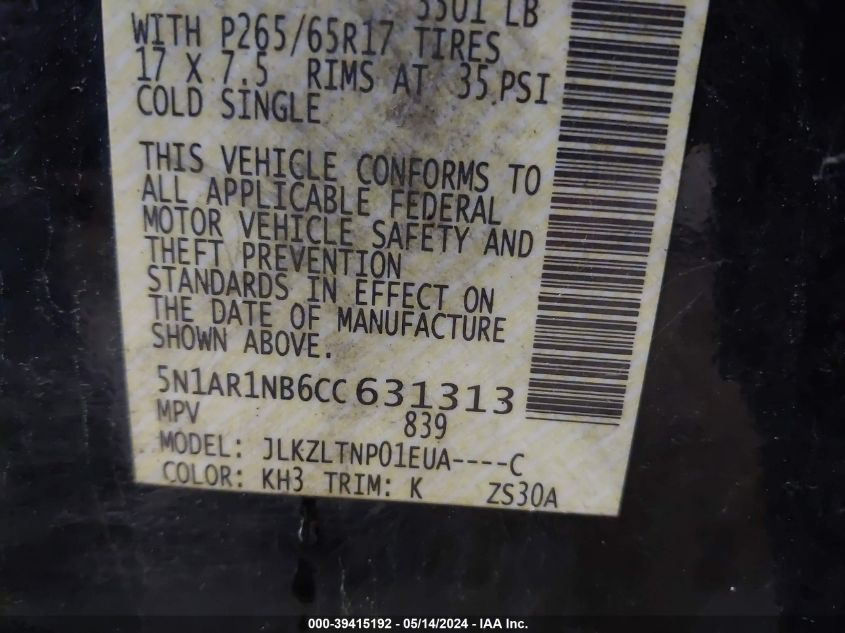 5501 LB
WITH P265/65R17 TIRES
17 X 7.5 RIMS AT 35 PSI
COLD SINGLE
THIS VEHICLE CONFORMS TO
ALL APPLICABLE FEDERAL
MOTOR VEHICLE SAFETY AND
THEFT PREVENTION
STANDARDS IN EFFECT ON
THE DATE OF MANUFACTURE
SHOWN ABOVE.
5N1AR1NB6CC631313
MPV 839
MODEL: JLKZLTNP01EUA----C
COLOR: KH3 TRIM: K ZS30A
000-39415192 - 05/14/2024 - IAA Inc.